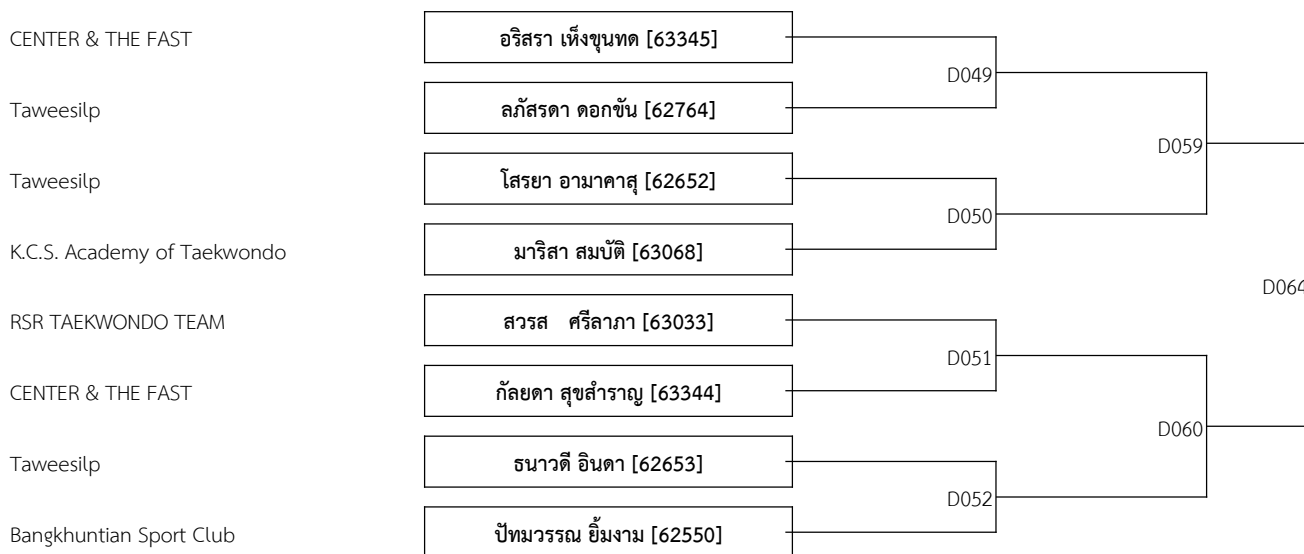 CENTER & THE FAST อริสรา เห็งขุนทด [63345]
D049
Taweesilp ลภัสรดา ดอกขัน [62764]
D059
Taweesilp โสรยา อามาคาสุ [62652]
D050
K.C.S. Academy of Taekwondo มาริสา สมบัติ [63068]
D064
RSR TAEKWONDO TEAM สวรส ศรีลาภา [63033]
D051
CENTER & THE FAST กัลยดา สุขสำราญ [63344]
D060
Taweesilp ธนาวดี อินดา [62653]
D052
Bangkhuntian Sport Club ปัทมวรรณ ยิ้มงาม [62550]